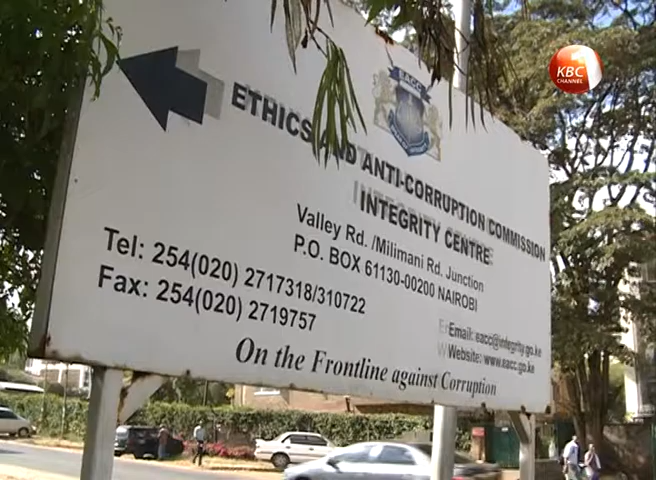 KBC
CHANNEL
EACC
ETHICS AND ANTI-CORRUPTION COMMISSION
INTEGRITY CENTRE
Valley Rd. /Milimani Rd. Junction
P.O. BOX 61130-00200 NAIROBI
Tel: 254(020) 2717318/310722
Fax: 254(020) 2719757
Email: eacc@integrity.go.ke
Website: www.integrity.go.ke
On the Frontline against Corruption